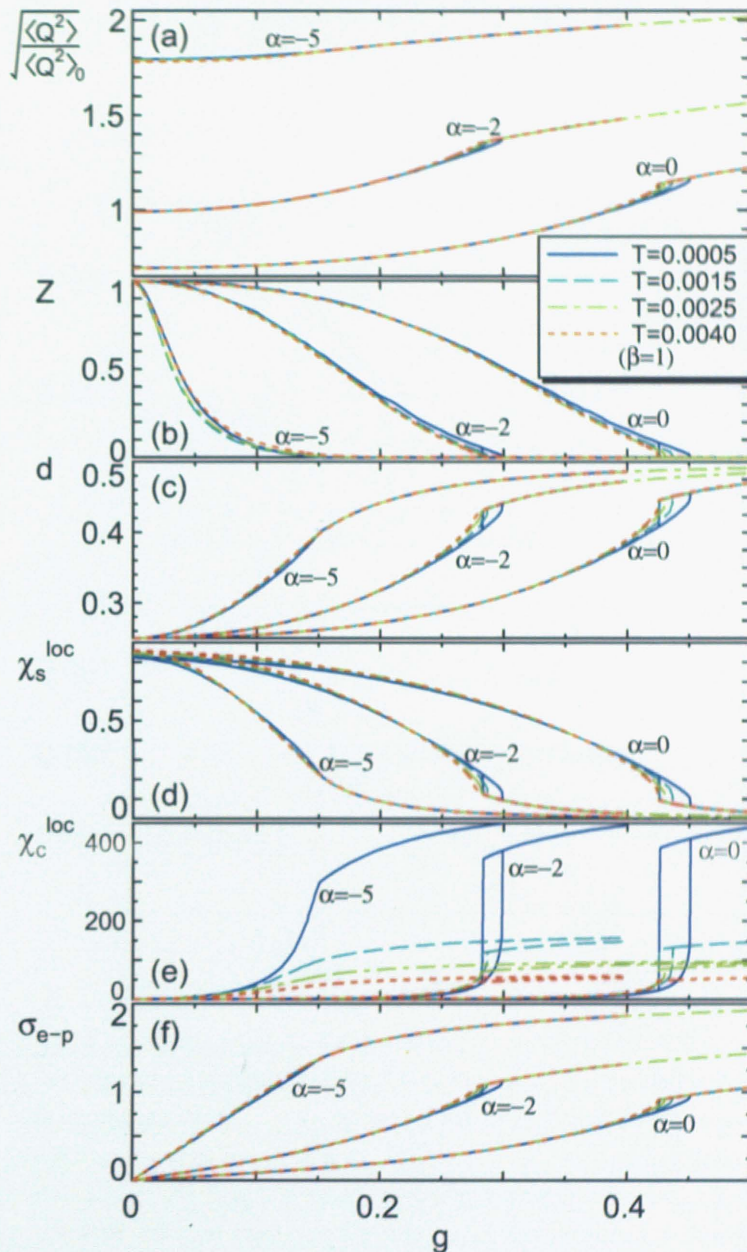 √⟨Q²⟩/⟨Q²⟩₀
2
1.5
1
(a)
α=−5
α=−2
α=0
T=0.0005
T=0.0015
T=0.0025
T=0.0040
(β=1)
Z
1
0.5
0
(b)
α=−5
α=−2
α=0
d
0.5
0.4
0.3
(c)
α=−5
α=−2
α=0
χₛ^loc
0.5
0
(d)
α=−5
α=−2
α=0
χ_c^loc
400
200
0
(e)
α=−5
α=−2
α=0
σₑ₋ₚ
2
1
0
(f)
α=−5
α=−2
α=0
0 0.2 0.4
g